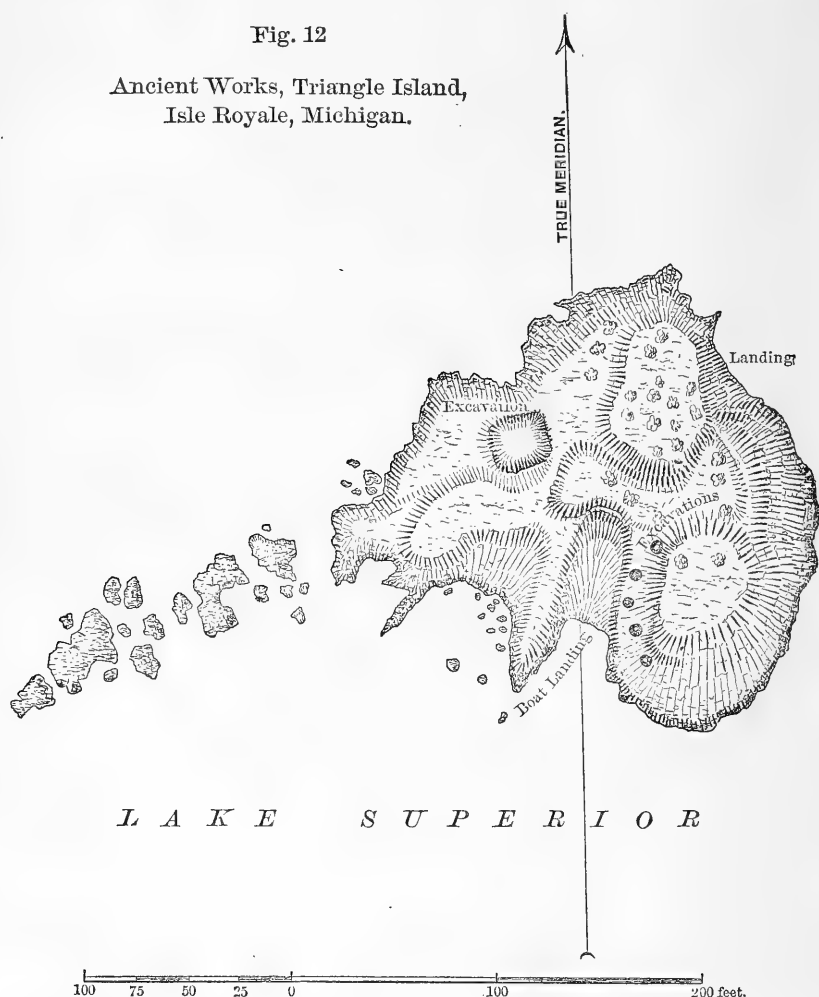 Fig. 12
Ancient Works, Triangle Island,
Isle Royale, Michigan.
TRUE MERIDIAN.
Landing
Excavation
Excavations
Boat Landing
LAKE SUPERIOR
100 75 50 25 0 100 200 feet.